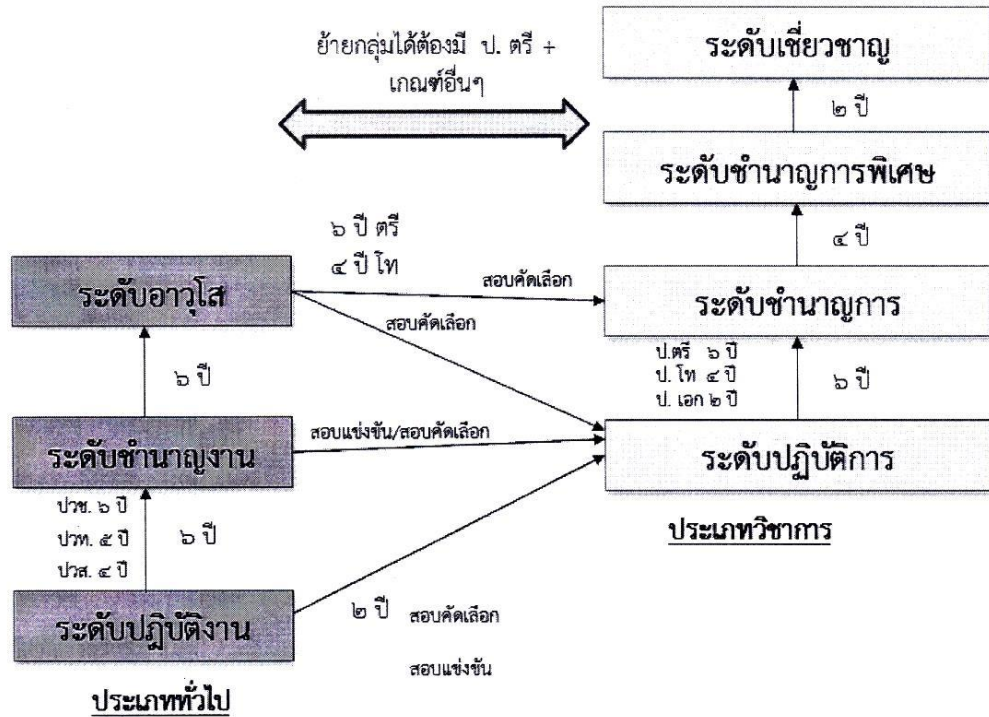 ย้ายกลุ่มได้ต้องมี ป. ตรี +
เกณฑ์อื่นๆ
ระดับเชี่ยวชาญ
๒ ปี
ระดับชำนาญการพิเศษ
๔ ปี
๖ ปี ตรี
๔ ปี โท
ระดับอาวุโส
สอบคัดเลือก
ระดับชำนาญการ
สอบคัดเลือก
ป.ตรี ๖ ปี
ป. โท ๔ ปี
ป. เอก ๒ ปี
๖ ปี
๖ ปี
ระดับชำนาญงาน
สอบแข่งขัน/สอบคัดเลือก
ระดับปฏิบัติการ
ปวช. ๖ ปี
ปวท. ๕ ปี
ปวส. ๔ ปี
๖ ปี
ประเภทวิชาการ
ระดับปฏิบัติงาน
๒ ปี สอบคัดเลือก
สอบแข่งขัน
ประเภททั่วไป